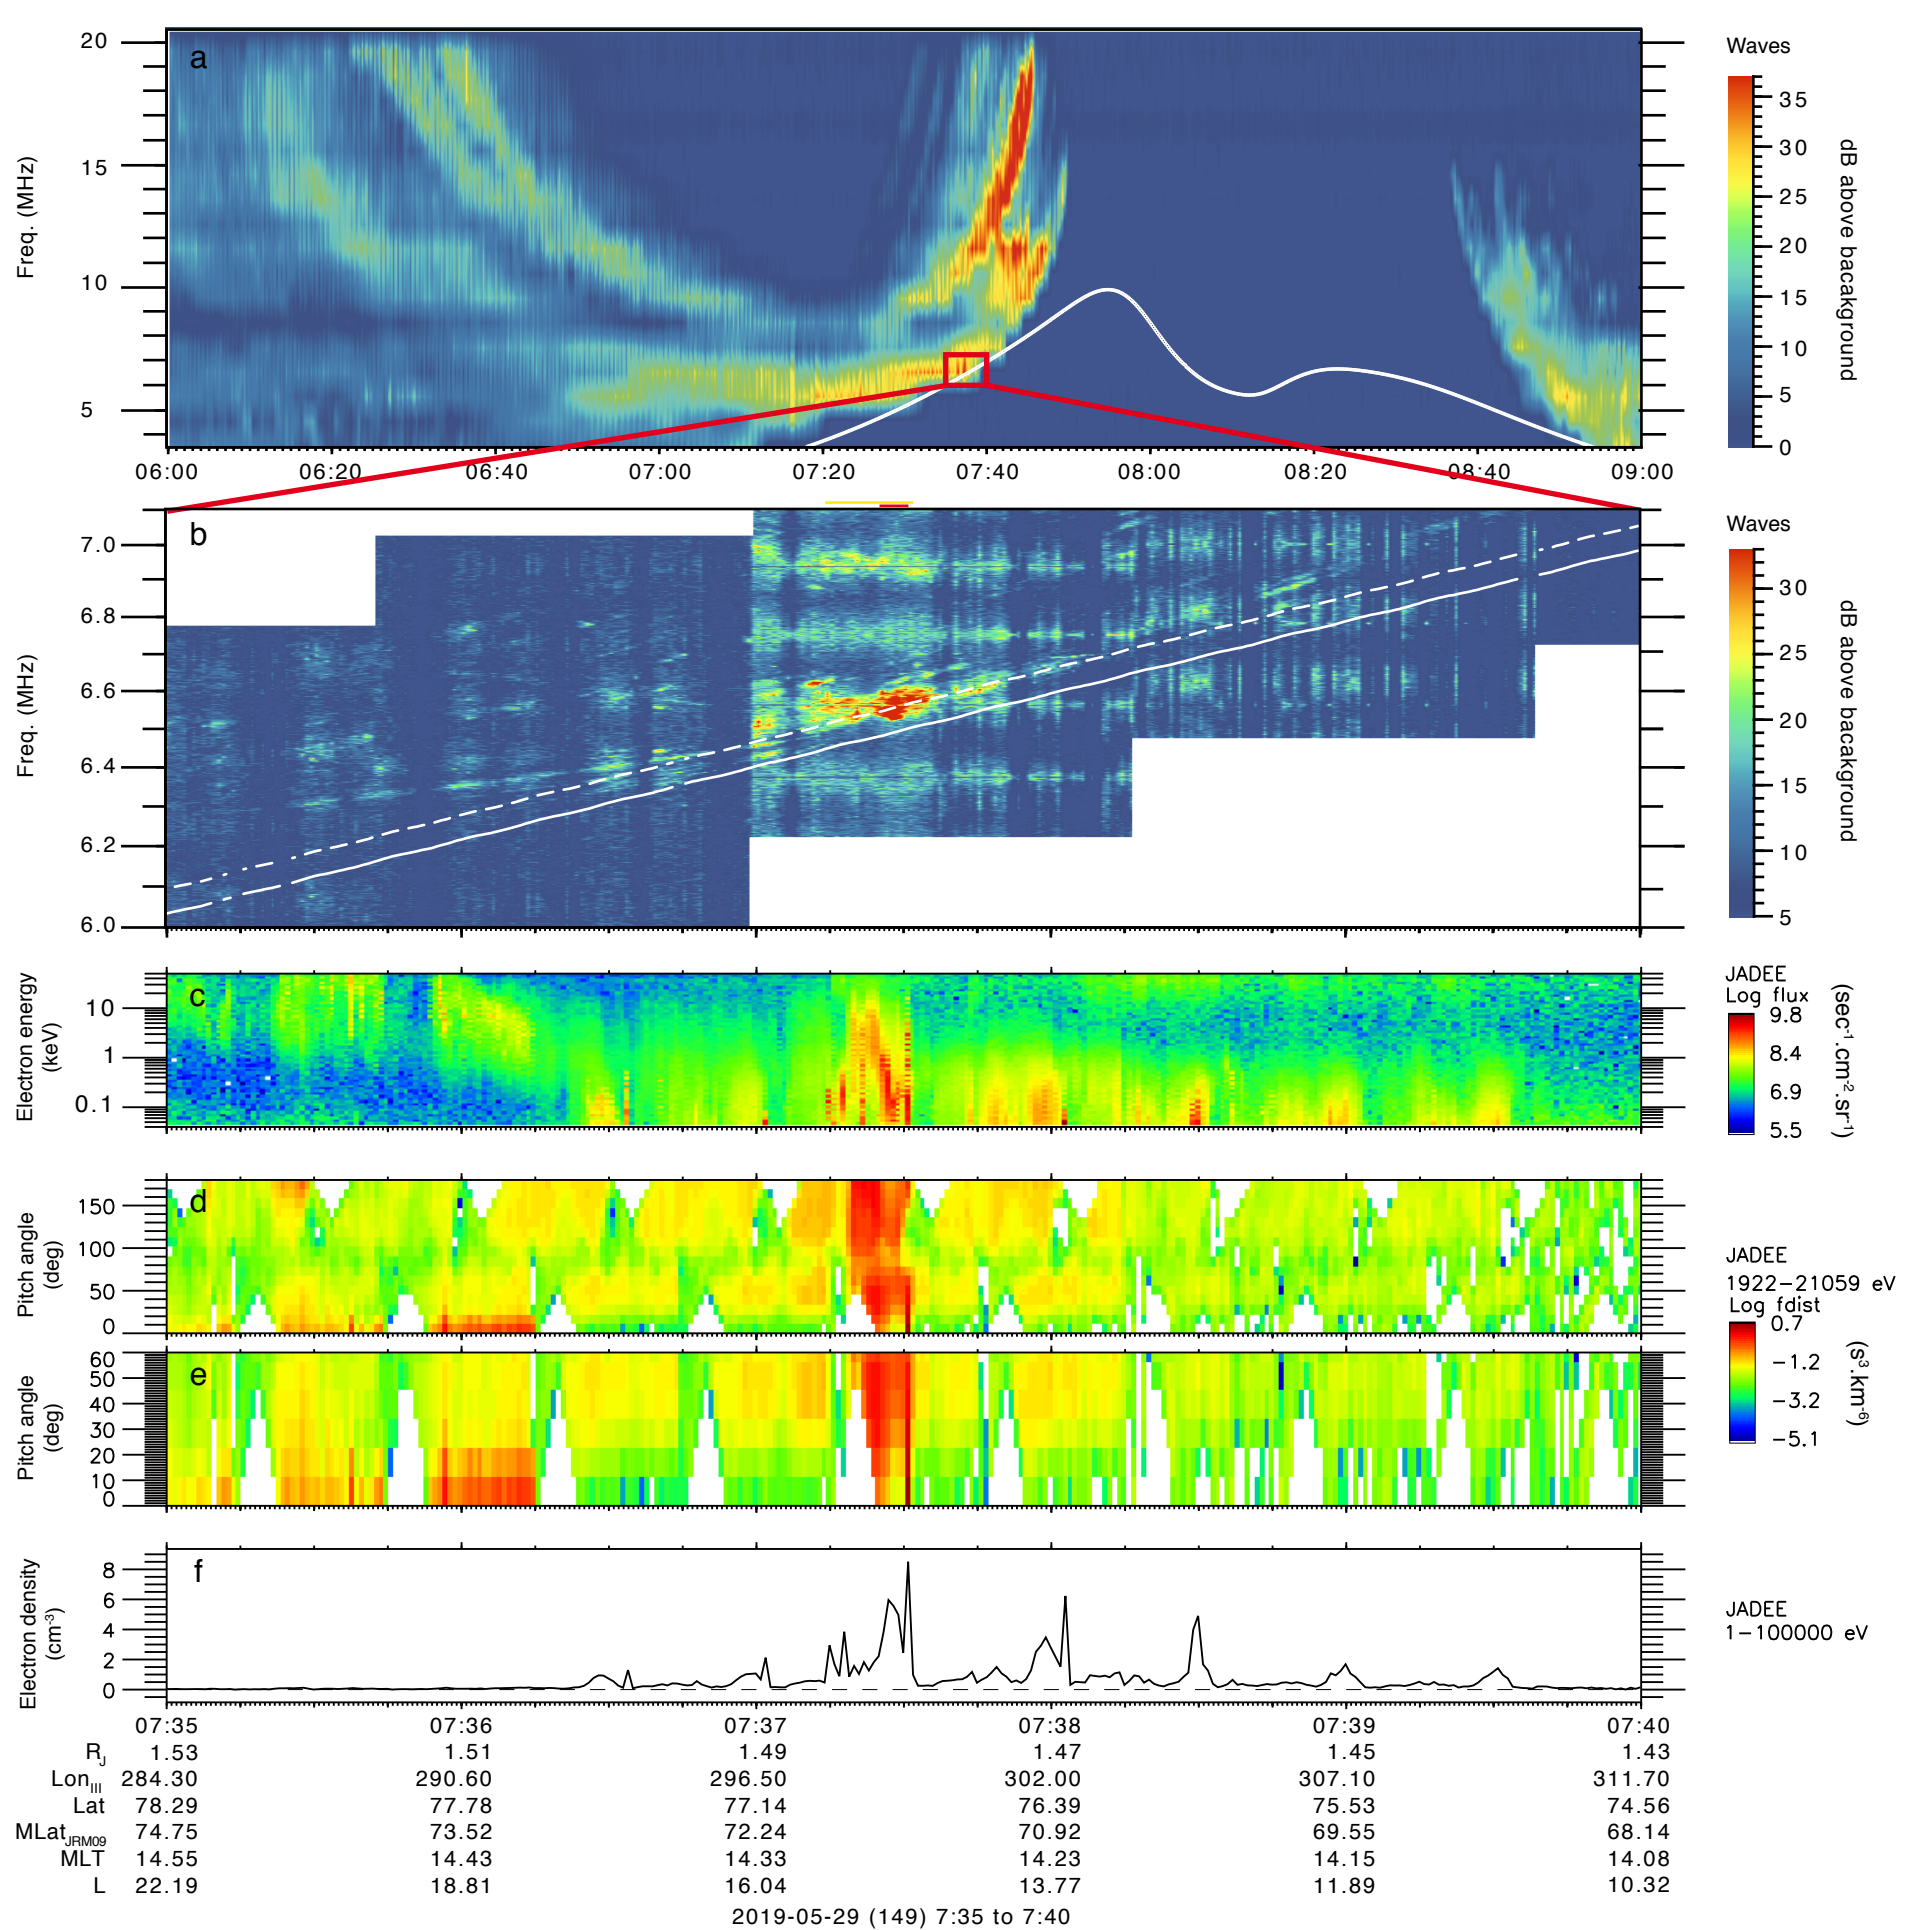 a
Freq. (MHz)
20
15
10
5
06:00 06:20 06:40 07:00 07:20 07:40 08:00 08:20 08:40 09:00
Waves
35
30
25
20
15
10
5
0
dB above bacakground
b
Freq. (MHz)
7.0
6.8
6.6
6.4
6.2
6.0
Waves
30
25
20
15
10
5
dB above bacakground
c
Electron energy
(keV)
10
1
0.1
JADEE
Log flux
9.8
8.4
6.9
5.5
(sec-1.cm-2.sr-1)
d
Pitch angle
(deg)
150
100
50
0
JADEE
1922−21059 eV
Log fdist
0.7
−1.2
−3.2
−5.1
(s3.km-6)
e
Pitch angle
(deg)
60
50
40
30
20
10
0
f
Electron density
(cm-3)
8
6
4
2
0
JADEE
1−100000 eV
07:35 07:36 07:37 07:38 07:39 07:40
RJ 1.53 1.51 1.49 1.47 1.45 1.43
LonIII 284.30 290.60 296.50 302.00 307.10 311.70
Lat 78.29 77.78 77.14 76.39 75.53 74.56
MLatJRM09 74.75 73.52 72.24 70.92 69.55 68.14
MLT 14.55 14.43 14.33 14.23 14.15 14.08
L 22.19 18.81 16.04 13.77 11.89 10.32
2019-05-29 (149) 7:35 to 7:40